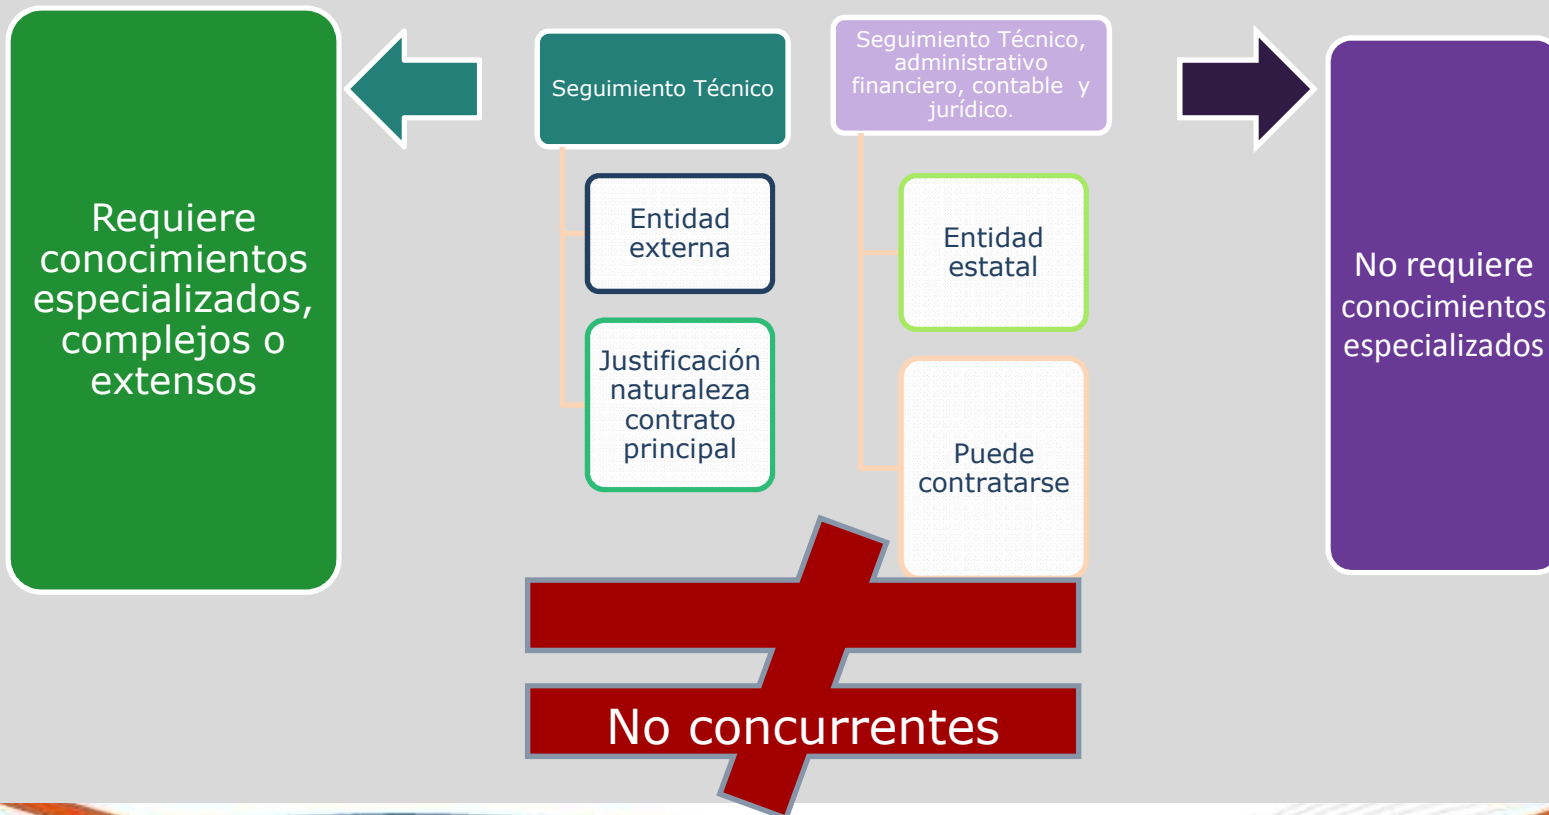 Requiere
conocimientos
especializados,
complejos o
extensos
Seguimiento Técnico
Entidad
externa
Justificación
naturaleza
contrato
principal
Seguimiento Técnico,
administrativo
financiero, contable y
jurídico.
Entidad
estatal
Puede
contratarse
No requiere
conocimientos
especializados
No concurrentes